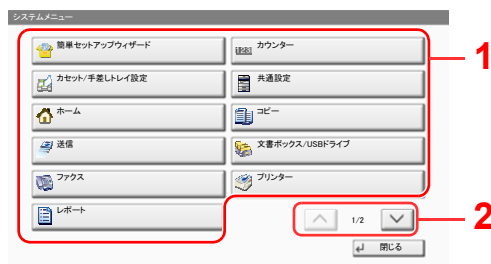 システムメニュー
簡単セットアップウィザード
カウンター
カセット/手差しトレイ設定
共通設定
ホーム
コピー
送信
文書ボックス/USBドライブ
ファクス
プリンター
レポート
1/2
閉じる
1
2